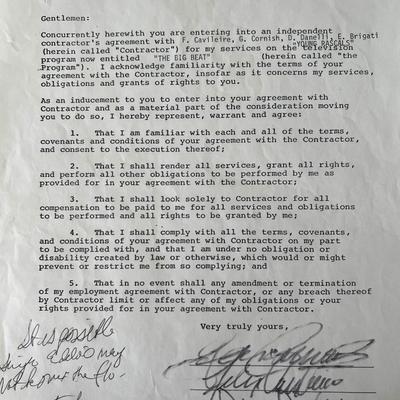 Gentlemen:
Concurrently herewith you are entering into an independent
contractor's agreement with F. Cavileire, G. Cornish, D. Danelli, E. Brigati
"YOUNG RASCALS"
(herein called "Contractor") for my services on the television
program now entitled "THE BIG BEAT" (herein called "the
Program"). I acknowledge familiarity with the terms of your
agreement with the Contractor, insofar as it concerns my services,
obligations and grants of rights to you.
As an inducement to you to enter into your agreement with
Contractor and as a material part of the consideration moving
you to do so, I hereby represent, warrant and agree:
1. That I am familiar with each and all of the terms,
covenants and conditions of your agreement with the Contractor,
and consent to the execution thereof;
2. That I shall render all services, grant all rights,
and perform all other obligations to be performed by me as
provided for in your agreement with the Contractor;
3. That I shall look solely to Contractor for all
compensation to be paid to me for all services and obligations
to be performed and all rights to be granted by me;
4. That I shall comply with all the terms, covenants,
and conditions of your agreement with Contractor on my part
to be complied with, and that I am under no obligation or
disability created by law or otherwise, which would or might
prevent or restrict me from so complying; and
5. That in no event shall any amendment or termination
of my employment agreement with Contractor, or any breach thereof
by Contractor limit or affect any of my obligations or your
rights provided for in your agreement with Contractor.
Very truly yours,
It is possible
Eddie may
not